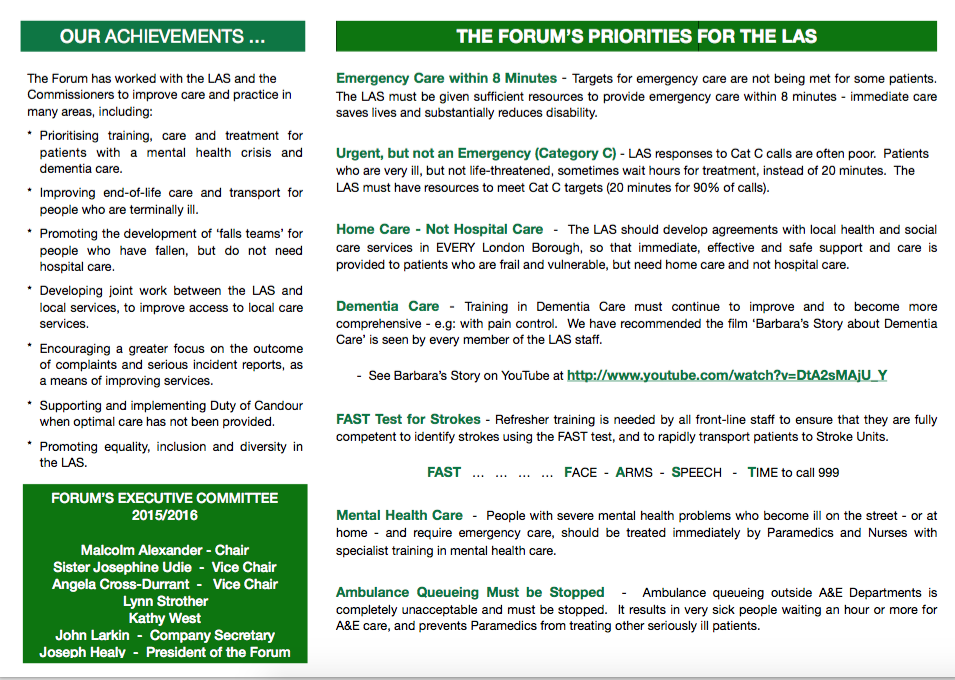 OUR ACHIEVEMENTS ...
The Forum has worked with the LAS and the
Commissioners to improve care and practice in
many areas, including:
* Prioritising training, care and treatment for
patients with a mental health crisis and
dementia care.
* Improving end-of-life care and transport for
people who are terminally ill.
* Promoting the development of ‘falls teams’ for
people who have fallen, but do not need
hospital care.
* Developing joint work between the LAS and
local services, to improve access to local care
services.
* Encouraging a greater focus on the outcome
of complaints and serious incident reports, as
a means of improving services.
* Supporting and implementing Duty of Candour
when optimal care has not been provided.
* Promoting equality, inclusion and diversity in
the LAS.
FORUM’S EXECUTIVE COMMITTEE
2015/2016
Malcolm Alexander - Chair
Sister Josephine Udie - Vice Chair
Angela Cross-Durrant - Vice Chair
Lynn Strother
Kathy West
John Larkin - Company Secretary
Joseph Healy - President of the Forum
THE FORUM’S PRIORITIES FOR THE LAS
Emergency Care within 8 Minutes - Targets for emergency care are not being met for some patients.
The LAS must be given sufficient resources to provide emergency care within 8 minutes - immediate care
saves lives and substantially reduces disability.
Urgent, but not an Emergency (Category C) - LAS responses to Cat C calls are often poor. Patients
who are very ill, but not life-threatened, sometimes wait hours for treatment, instead of 20 minutes. The
LAS must have resources to meet Cat C targets (20 minutes for 90% of calls).
Home Care - Not Hospital Care - The LAS should develop agreements with local health and social
care services in EVERY London Borough, so that immediate, effective and safe support and care is
provided to patients who are frail and vulnerable, but need home care and not hospital care.
Dementia Care - Training in Dementia Care must continue to improve and to become more
comprehensive - e.g: with pain control. We have recommended the film ‘Barbara’s Story about Dementia
Care’ is seen by every member of the LAS staff.
- See Barbara’s Story on YouTube at http://www.youtube.com/watch?v=DtA2sMAjU_Y
FAST Test for Strokes - Refresher training is needed by all front-line staff to ensure that they are fully
competent to identify strokes using the FAST test, and to rapidly transport patients to Stroke Units.
FAST ... ... ... ... FACE - ARMS - SPEECH - TIME to call 999
Mental Health Care - People with severe mental health problems who become ill on the street - or at
home - and require emergency care, should be treated immediately by Paramedics and Nurses with
specialist training in mental health care.
Ambulance Queueing Must be Stopped - Ambulance queueing outside A&E Departments is
completely unacceptable and must be stopped. It results in very sick people waiting an hour or more for
A&E care, and prevents Paramedics from treating other seriously ill patients.